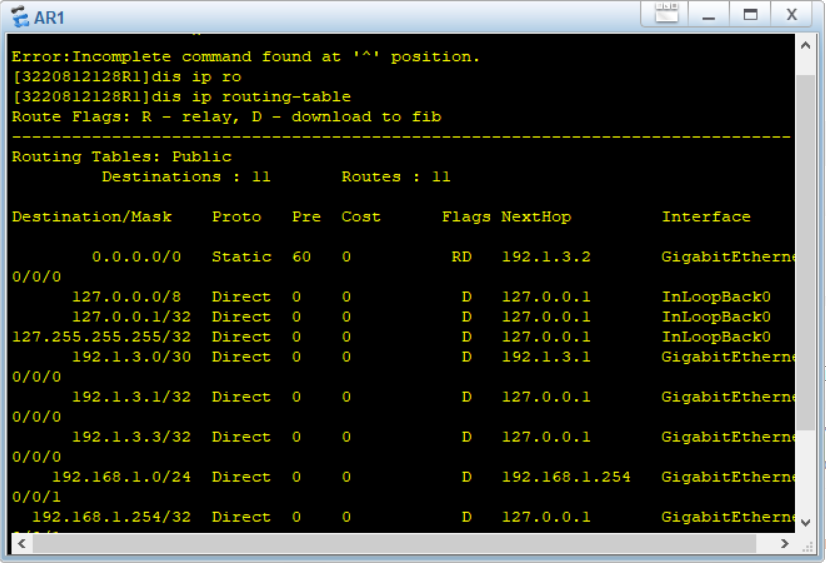 AR1
Error:Incomplete command found at '^' position.
[3220812128R1]dis ip ro
[3220812128R1]dis ip routing-table
Route Flags: R - relay, D - download to fib
------------------------------------------------------------------------------
Routing Tables: Public
Destinations : 11 Routes : 11
Destination/Mask Proto Pre Cost Flags NextHop Interface
0.0.0.0/0 Static 60 0 RD 192.1.3.2 GigabitEtherne
0/0/0
127.0.0.0/8 Direct 0 0 D 127.0.0.1 InLoopBack0
127.0.0.1/32 Direct 0 0 D 127.0.0.1 InLoopBack0
127.255.255.255/32 Direct 0 0 D 127.0.0.1 InLoopBack0
192.1.3.0/30 Direct 0 0 D 192.1.3.1 GigabitEtherne
0/0/0
192.1.3.1/32 Direct 0 0 D 127.0.0.1 GigabitEtherne
0/0/0
192.1.3.3/32 Direct 0 0 D 127.0.0.1 GigabitEtherne
0/0/0
192.168.1.0/24 Direct 0 0 D 192.168.1.254 GigabitEtherne
0/0/1
192.168.1.254/32 Direct 0 0 D 127.0.0.1 GigabitEtherne